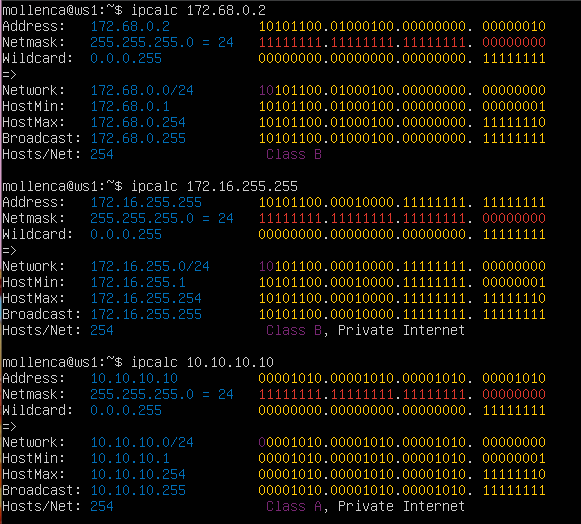 mollenca@ws1:~$ ipcalc 172.68.0.2
Address:   172.68.0.2            10101100.01000100.00000000. 00000010
Netmask:   255.255.255.0 = 24    11111111.11111111.11111111. 00000000
Wildcard:  0.0.0.255             00000000.00000000.00000000. 11111111
=>
Network:   172.68.0.0/24         10101100.01000100.00000000. 00000000
HostMin:   172.68.0.1            10101100.01000100.00000000. 00000001
HostMax:   172.68.0.254          10101100.01000100.00000000. 11111110
Broadcast: 172.68.0.255          10101100.01000100.00000000. 11111111
Hosts/Net: 254                   Class B
mollenca@ws1:~$ ipcalc 172.16.255.255
Address:   172.16.255.255        10101100.00010000.11111111. 11111111
Netmask:   255.255.255.0 = 24    11111111.11111111.11111111. 00000000
Wildcard:  0.0.0.255             00000000.00000000.00000000. 11111111
=>
Network:   172.16.255.0/24       10101100.00010000.11111111. 00000000
HostMin:   172.16.255.1          10101100.00010000.11111111. 00000001
HostMax:   172.16.255.254        10101100.00010000.11111111. 11111110
Broadcast: 172.16.255.255        10101100.00010000.11111111. 11111111
Hosts/Net: 254                   Class B, Private Internet
mollenca@ws1:~$ ipcalc 10.10.10.10
Address:   10.10.10.10           00001010.00001010.00001010. 00001010
Netmask:   255.255.255.0 = 24    11111111.11111111.11111111. 00000000
Wildcard:  0.0.0.255             00000000.00000000.00000000. 11111111
=>
Network:   10.10.10.0/24         00001010.00001010.00001010. 00000000
HostMin:   10.10.10.1            00001010.00001010.00001010. 00000001
HostMax:   10.10.10.254          00001010.00001010.00001010. 11111110
Broadcast: 10.10.10.255          00001010.00001010.00001010. 11111111
Hosts/Net: 254                   Class A, Private Internet